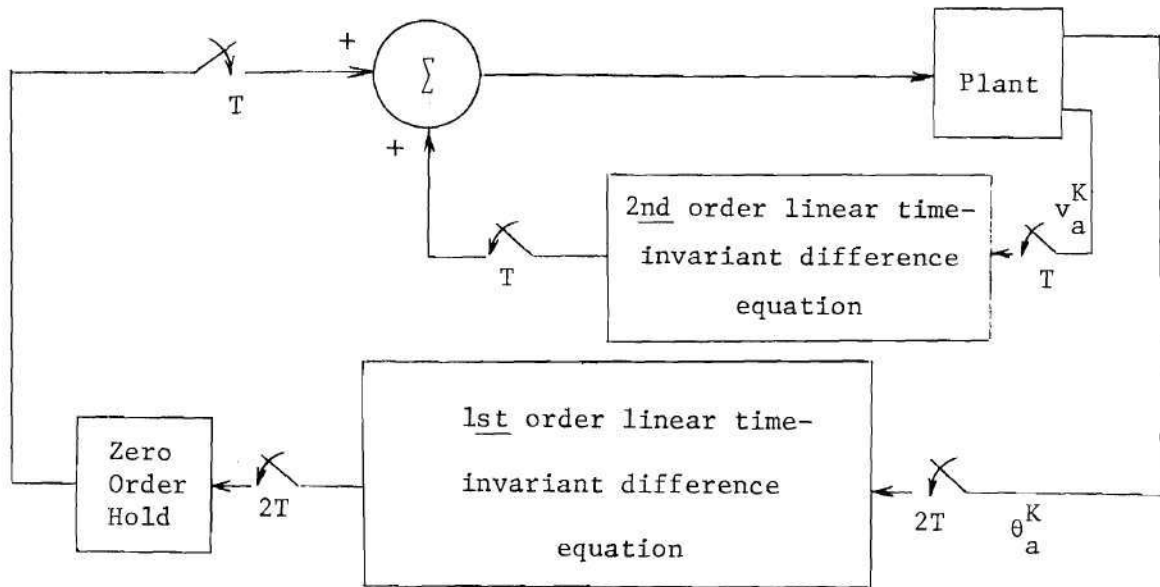 +
T
Σ
+
Plant
2nd order linear time-
invariant difference
equation
v_a^K
T
T
1st order linear time-
invariant difference
equation
Zero
Order
Hold
2T
2T
θ_a^K